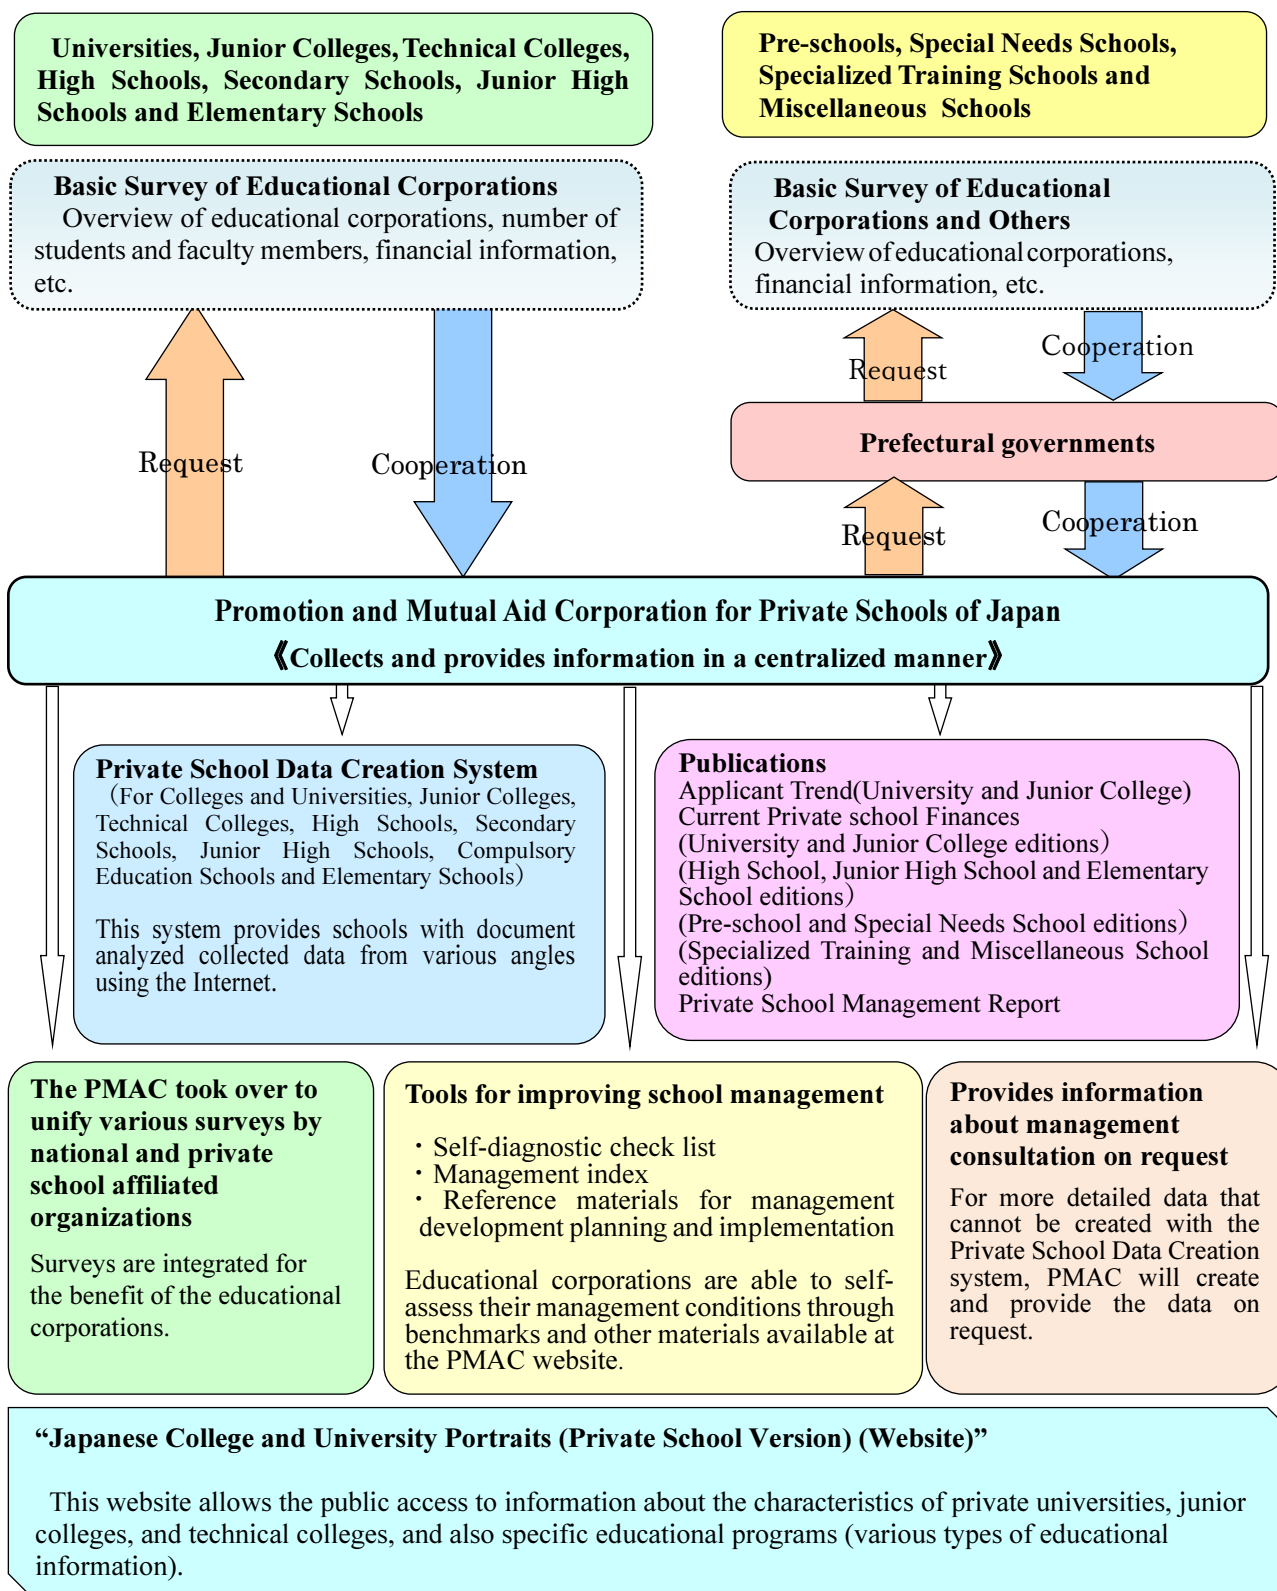 Universities, Junior Colleges, Technical Colleges,
High Schools, Secondary Schools, Junior High
Schools and Elementary Schools
Pre-schools, Special Needs Schools,
Specialized Training Schools and
Miscellaneous Schools
Basic Survey of Educational Corporations
Overview of educational corporations, number of
students and faculty members, financial information,
etc.
Basic Survey of Educational
Corporations and Others
Overview of educational corporations,
financial information, etc.
Request
Cooperation
Request
Cooperation
Prefectural governments
Request
Cooperation
Promotion and Mutual Aid Corporation for Private Schools of Japan
《Collects and provides information in a centralized manner》
Private School Data Creation System
（For Colleges and Universities, Junior Colleges,
Technical Colleges, High Schools, Secondary
Schools, Junior High Schools, Compulsory
Education Schools and Elementary Schools）
This system provides schools with document
analyzed collected data from various angles
using the Internet.
Publications
Applicant Trend(University and Junior College)
Current Private school Finances
(University and Junior College editions）
(High School, Junior High School and Elementary
School editions）
(Pre-school and Special Needs School editions）
(Specialized Training and Miscellaneous School
editions)
Private School Management Report
The PMAC took over to
unify various surveys by
national and private
school affiliated
organizations
Surveys are integrated for
the benefit of the educational
corporations.
Tools for improving school management
・Self-diagnostic check list
・Management index
・Reference materials for management
development planning and implementation
Educational corporations are able to self-
assess their management conditions through
benchmarks and other materials available at
the PMAC website.
Provides information
about management
consultation on request
For more detailed data that
cannot be created with the
Private School Data Creation
system, PMAC will create
and provide the data on
request.
“Japanese College and University Portraits (Private School Version) (Website)”
This website allows the public access to information about the characteristics of private universities, junior
colleges, and technical colleges, and also specific educational programs (various types of educational
information).